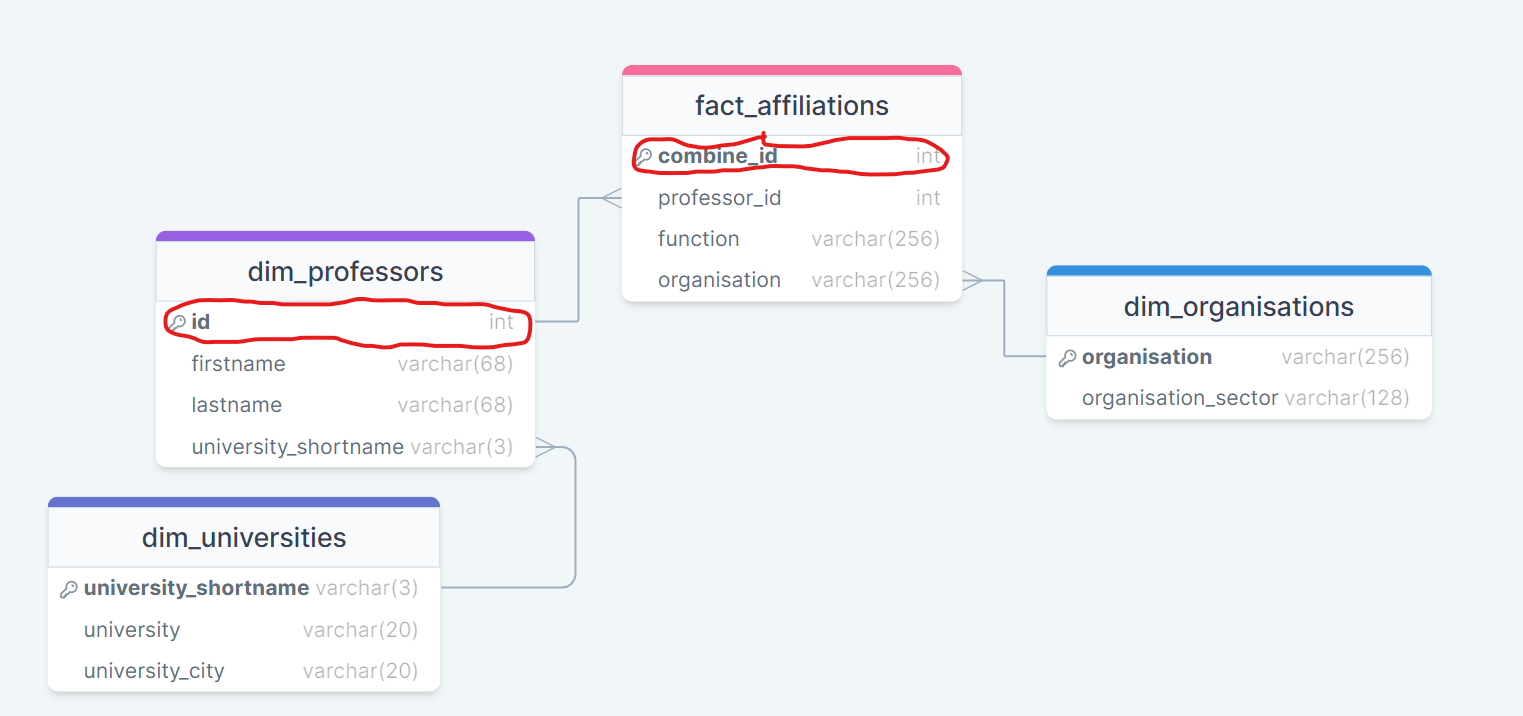 fact_affiliations
combine_id int
professor_id int
function varchar(256)
organisation varchar(256)
dim_professors
id int
firstname varchar(68)
lastname varchar(68)
university_shortname varchar(3)
dim_organisations
organisation varchar(256)
organisation_sector varchar(128)
dim_universities
university_shortname varchar(3)
university varchar(20)
university_city varchar(20)